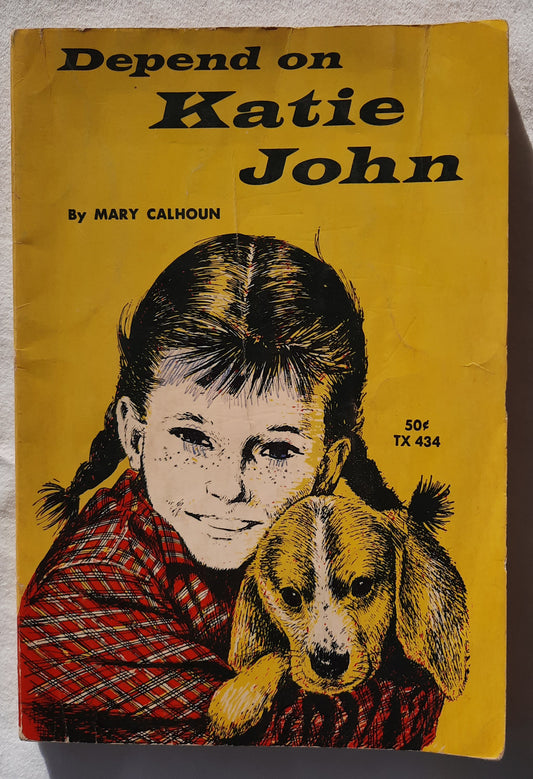 Depend on
Katie
John
By MARY CALHOUN
50¢
TX 434